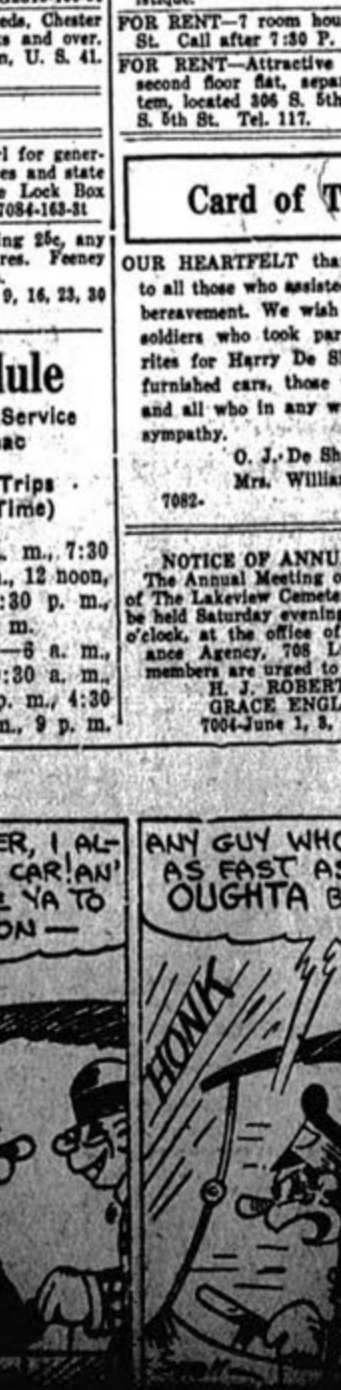 eds, Chester
s and over.
n, U. S. 41.
l for gener-
es and state
e Lock Box
7084-163-3t
ing 25c, any
res. Feeney
9, 16, 23, 30
lule
Service
ac
Trips
Time)
. m., 7:30
., 12 noon,
:30 p. m.,
m.
—6 a. m.,
:30 a. m.,
p. m., 4:30
n., 9 p. m.
FOR RENT—7 room hou
St. Call after 7:30 P.
FOR RENT—Attractive
second floor flat, sepa
tem, located 306 S. 5th
S. 5th St. Tel. 117.
Card of T
OUR HEARTFELT tha
to all those who assiste
bereavement. We wish
soldiers who took par
rites for Harry De Sh
furnished cars, those
and all who in any w
sympathy.
O. J. De Sh
Mrs. Willia
7082-
NOTICE OF ANNU
The Annual Meeting o
of The Lakeview Cemete
be held Saturday evening
o'clock, at the office of
ance Agency, 708 L
members are urged to
H. J. ROBERT
GRACE ENGL
7004-June 1, 3,
ER, I AL-
CAR! AN'
E YA TO
ON —
ANY GUY WHO
AS FAST AS
OUGHTA B
HONK